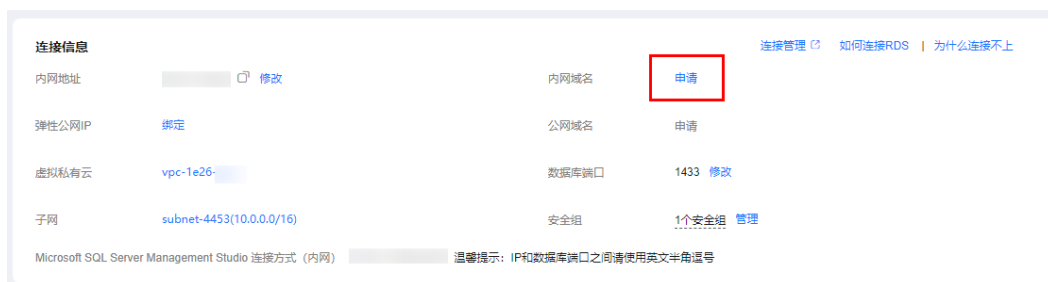 连接信息 连接管理 如何连接RDS | 为什么连接不上
内网地址 修改 内网域名 申请
弹性公网IP 绑定 公网域名 申请
虚拟私有云 vpc-1e26- 数据库端口 1433 修改
子网 subnet-4453(10.0.0.0/16) 安全组 1个安全组 管理
Microsoft SQL Server Management Studio 连接方式（内网） 温馨提示：IP和数据库端口之间请使用英文半角逗号